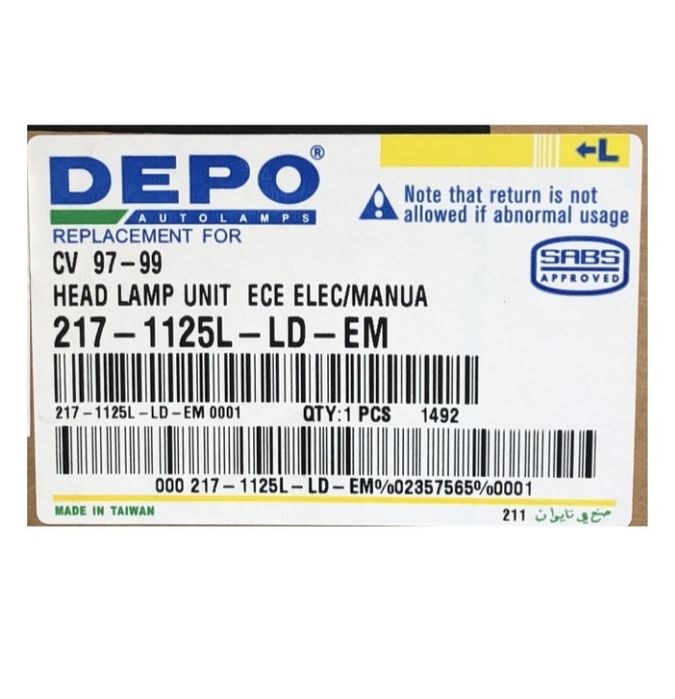 DEPO®
AUTOLAMPS
REPLACEMENT FOR
←L
Note that return is not
allowed if abnormal usage
SABS
APPROVED
CV 97-99
HEAD LAMP UNIT ECE ELEC/MANUA
217-1125L-LD-EM
217-1125L-LD-EM 0001 QTY:1 PCS 1492
000 217-1125L-LD-EM%02357565%0001
MADE IN TAIWAN 211 صنع في تايوان